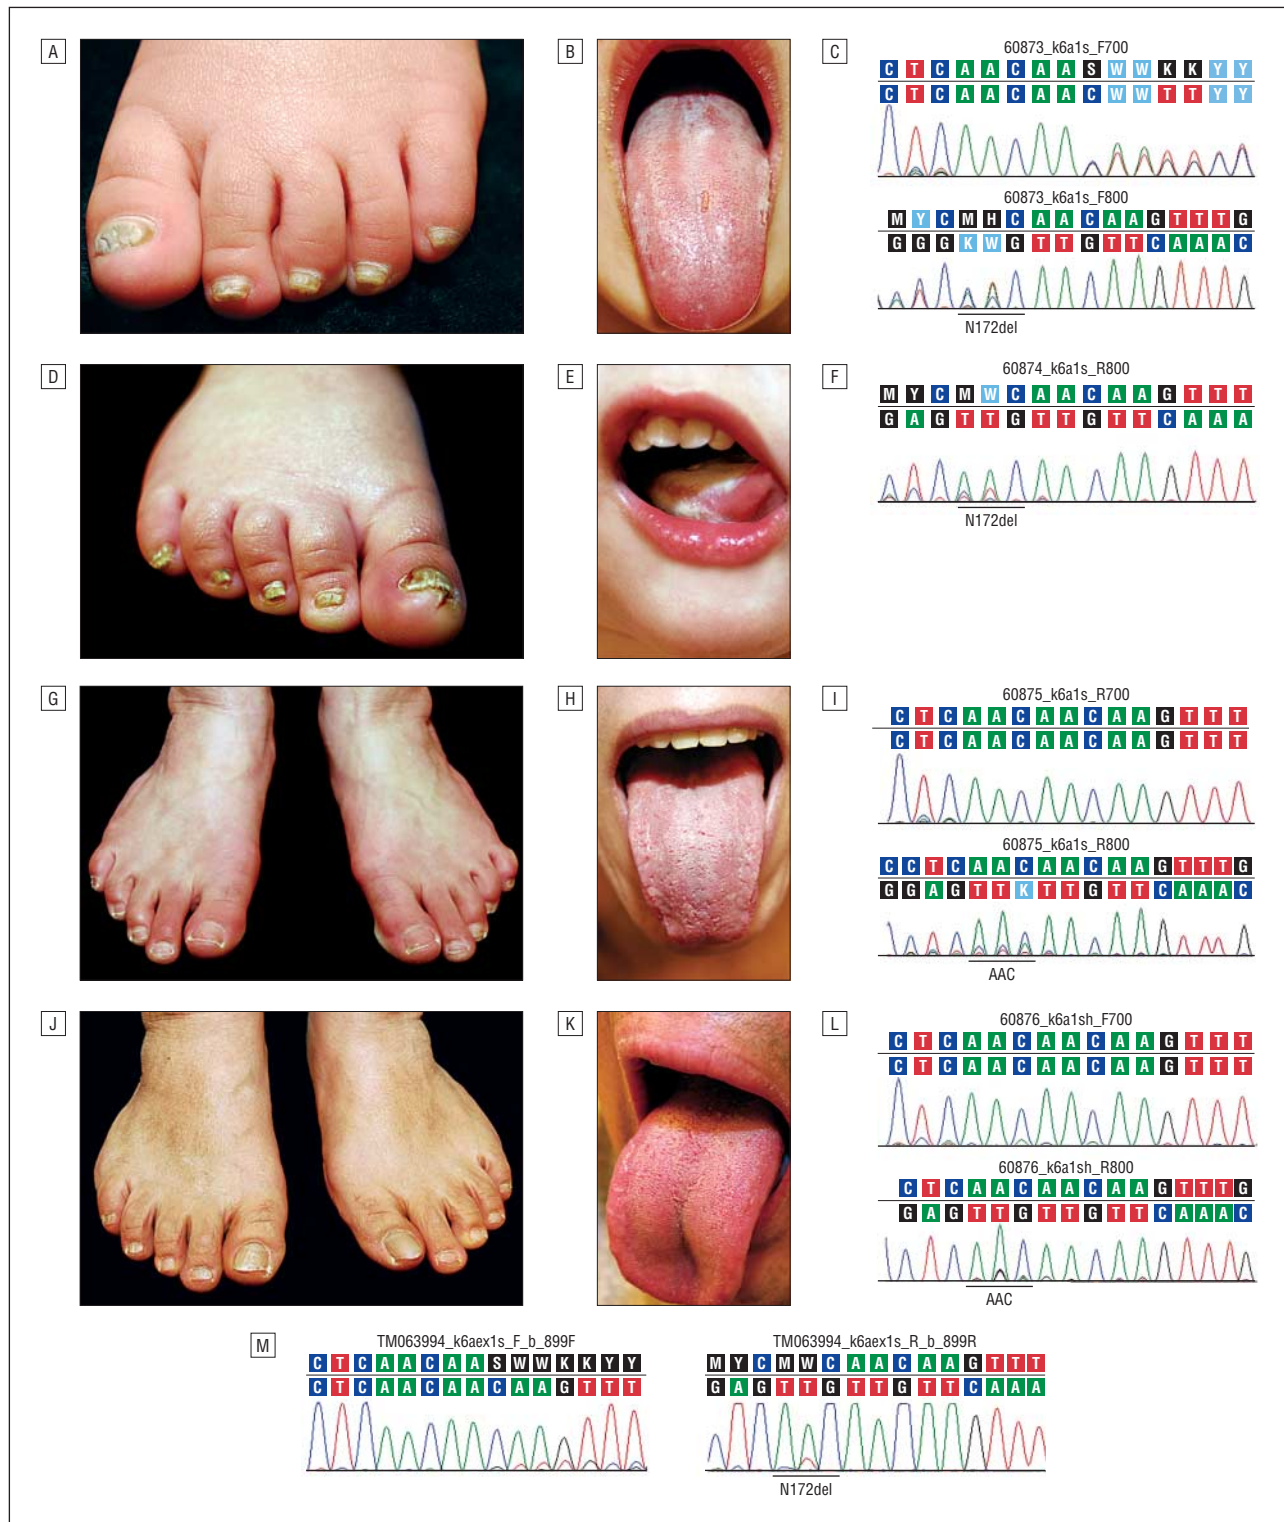 A
B
C
60873_k6a1s_F700
C T C A A C A A S W W K K Y Y
C T C A A C A A C W W T T Y Y
60873_k6a1s_F800
M Y C M H C A A C A A G T T T G
G G G K W G T T G T T C A A A C
N172del
D
E
F
60874_k6a1s_R800
M Y C M W C A A C A A G T T T
G A G T T G T T G T T C A A A
N172del
G
H
I
60875_k6a1s_R700
C T C A A C A A C A A G T T T
C T C A A C A A C A A G T T T
60875_k6a1s_R800
C C T C A A C A A C A A G T T T G
G G A G T T K T T G T T C A A A C
AAC
J
K
L
60876_k6a1sh_F700
C T C A A C A A C A A G T T T
C T C A A C A A C A A G T T T
60876_k6a1sh_R800
C T C A A C A A C A A G T T T G
G A G T T G T T G T T C A A A C
AAC
M
TM063994_k6aex1s_F_b_899F
C T C A A C A A S W W K K Y Y
C T C A A C A A C A A G T T T
TM063994_k6aex1s_R_b_899R
M Y C M W C A A C A A G T T T
G A G T T G T T G T T C A A A
N172del